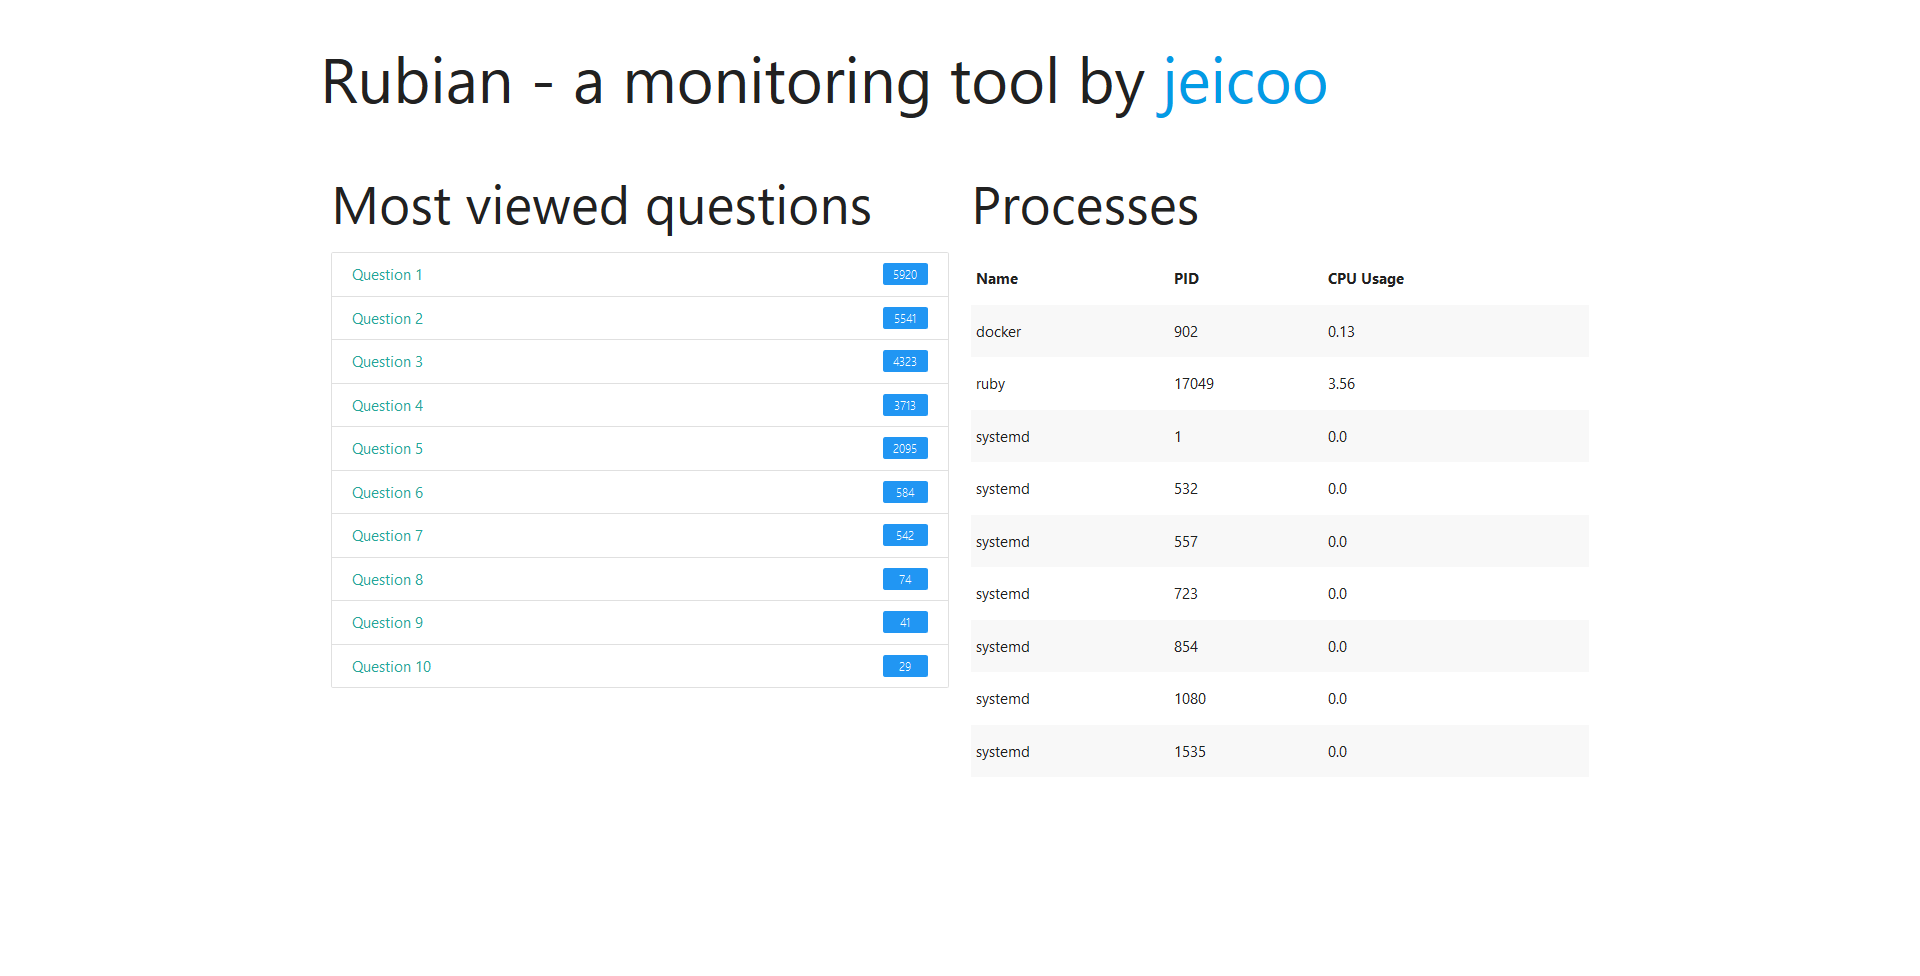 Rubian - a monitoring tool by jeicoo
Most viewed questions
Question 1 5920
Question 2 5541
Question 3 4323
Question 4 3713
Question 5 2095
Question 6 584
Question 7 542
Question 8 74
Question 9 41
Question 10 29
Processes
Name PID CPU Usage
docker 902 0.13
ruby 17049 3.56
systemd 1 0.0
systemd 532 0.0
systemd 557 0.0
systemd 723 0.0
systemd 854 0.0
systemd 1080 0.0
systemd 1535 0.0